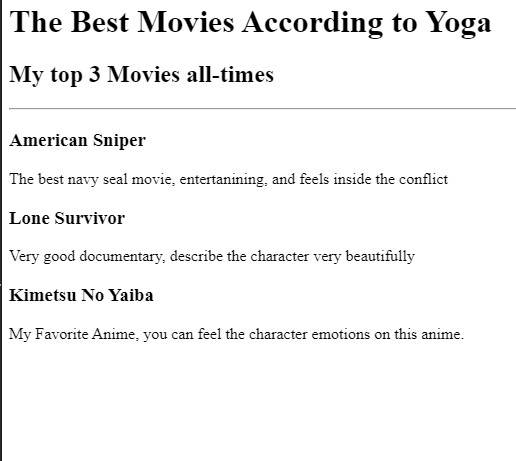 The Best Movies According to Yoga
My top 3 Movies all-times
American Sniper
The best navy seal movie, entertanining, and feels inside the conflict
Lone Survivor
Very good documentary, describe the character very beautifully
Kimetsu No Yaiba
My Favorite Anime, you can feel the character emotions on this anime.